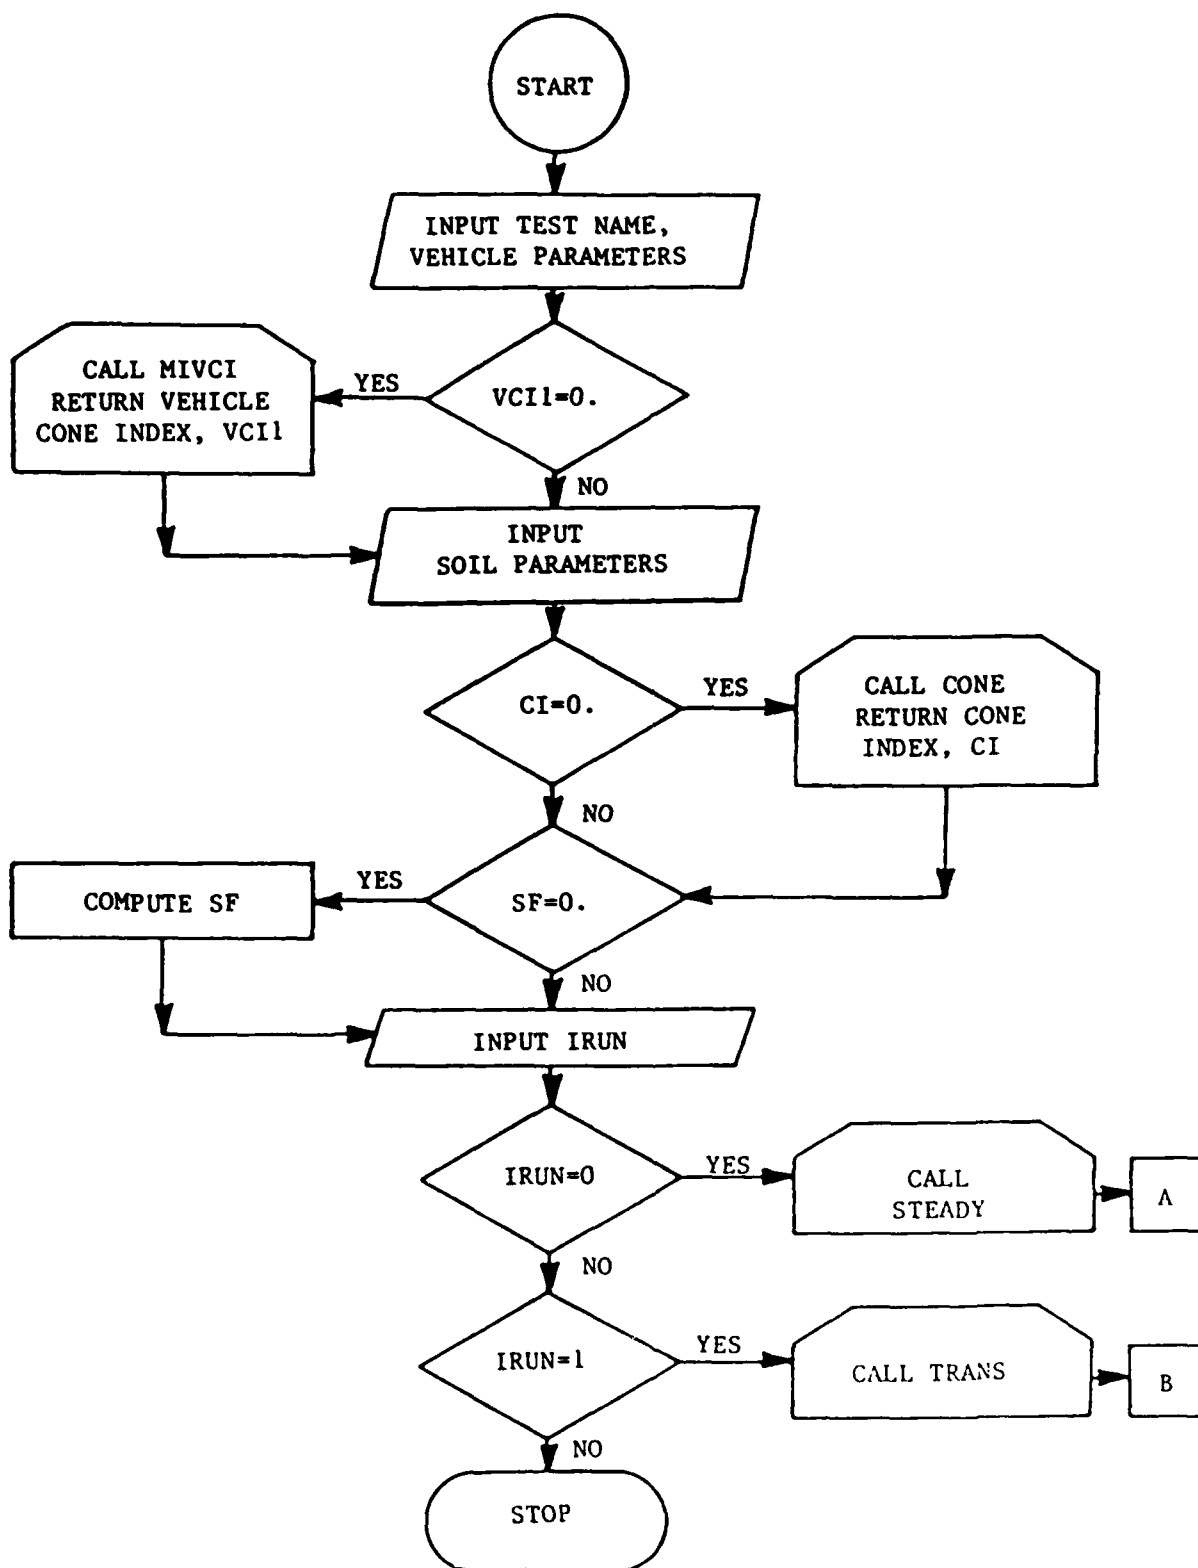 START
INPUT TEST NAME,
VEHICLE PARAMETERS
CALL MIVCI
RETURN VEHICLE
CONE INDEX, VCI1
YES
VCI1=0.
NO
INPUT
SOIL PARAMETERS
CI=0.
YES
CALL CONE
RETURN CONE
INDEX, CI
NO
COMPUTE SF
YES
SF=0.
NO
INPUT IRUN
IRUN=0
YES
CALL
STEADY
A
NO
IRUN=1
YES
CALL TRANS
B
NO
STOP